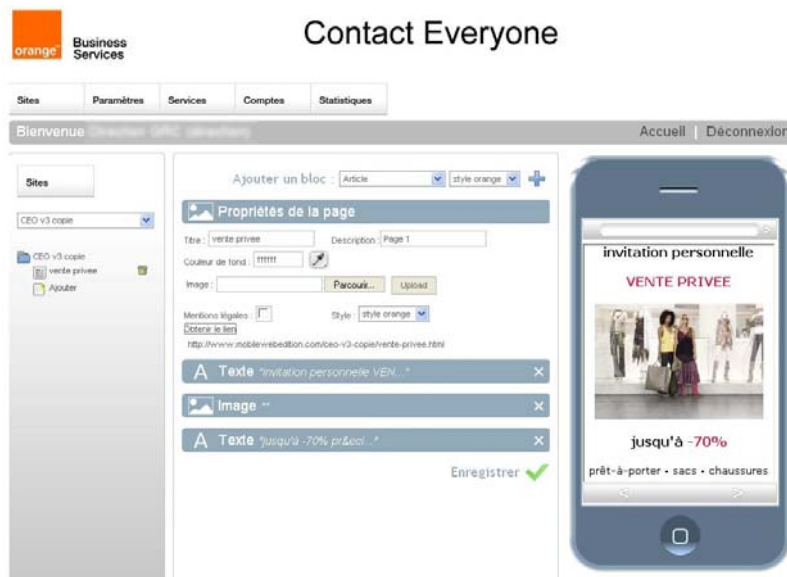 orange™
Business
Services
Contact Everyone
Sites
Paramètres
Services
Comptes
Statistiques
Bienvenue
Accueil | Déconnexion
Sites
CEO v3 copie
CEO v3 copie
vente privee
Ajouter
Ajouter un bloc : Article style orange
Propriétés de la page
Titre : vente privee Description : Page 1
Couleur de fond : ffffff
Image : Parcourir... Upload
Mentions légales : Style : style orange
Obtenir le lien
http://www.mobilewebedition.com/ceo-v3-copie/vente-privee.html
A Texte "invitation personnelle VEN..."
Image ""
A Texte "jusqu'à -70% pr&eci..."
Enregistrer
invitation personnelle
VENTE PRIVEE
jusqu'à -70%
prêt-à-porter • sacs • chaussures